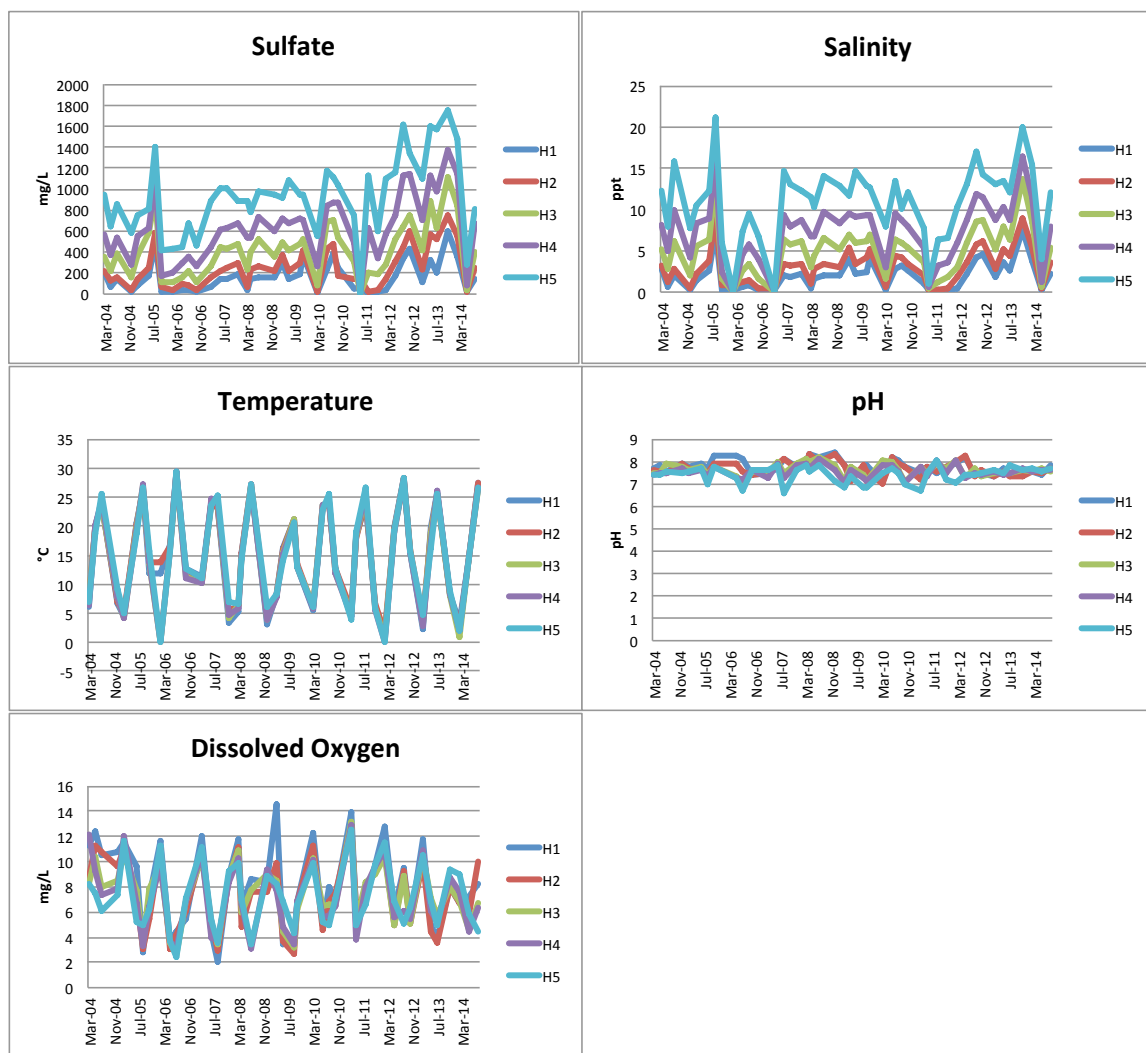 Sulfate
2000
1800
1600
1400
1200
1000
800
600
400
200
0
mg/L
Mar-04
Nov-04
Jul-05
Mar-06
Nov-06
Jul-07
Mar-08
Nov-08
Jul-09
Mar-10
Nov-10
Jul-11
Mar-12
Nov-12
Jul-13
Mar-14
H1
H2
H3
H4
H5
Salinity
25
20
15
10
5
0
ppt
Mar-04
Nov-04
Jul-05
Mar-06
Nov-06
Jul-07
Mar-08
Nov-08
Jul-09
Mar-10
Nov-10
Jul-11
Mar-12
Nov-12
Jul-13
Mar-14
H1
H2
H3
H4
H5
Temperature
35
30
25
20
15
10
5
0
-5
°C
Mar-04
Nov-04
Jul-05
Mar-06
Nov-06
Jul-07
Mar-08
Nov-08
Jul-09
Mar-10
Nov-10
Jul-11
Mar-12
Nov-12
Jul-13
Mar-14
H1
H2
H3
H4
H5
pH
9
8
7
6
5
4
3
2
1
0
pH
Mar-04
Nov-04
Jul-05
Mar-06
Nov-06
Jul-07
Mar-08
Nov-08
Jul-09
Mar-10
Nov-10
Jul-11
Mar-12
Nov-12
Jul-13
Mar-14
H1
H2
H3
H4
H5
Dissolved Oxygen
16
14
12
10
8
6
4
2
0
mg/L
Mar-04
Nov-04
Jul-05
Mar-06
Nov-06
Jul-07
Mar-08
Nov-08
Jul-09
Mar-10
Nov-10
Jul-11
Mar-12
Nov-12
Jul-13
Mar-14
H1
H2
H3
H4
H5